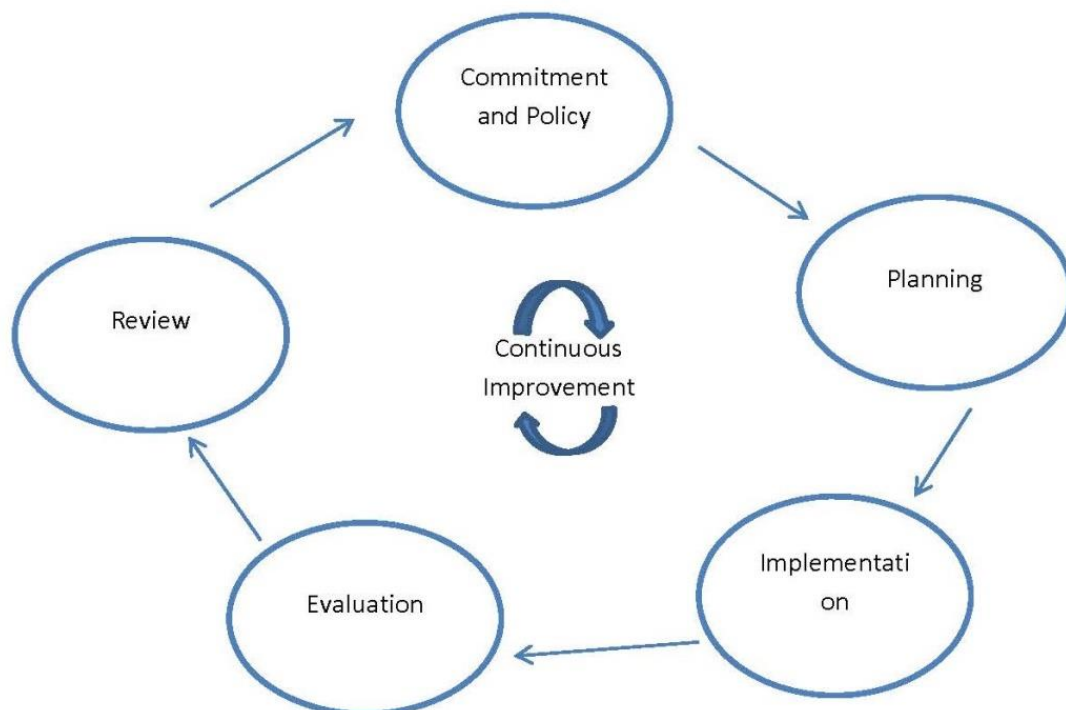 Commitment
and Policy
Planning
Implementati
on
Evaluation
Review
Continuous
Improvement